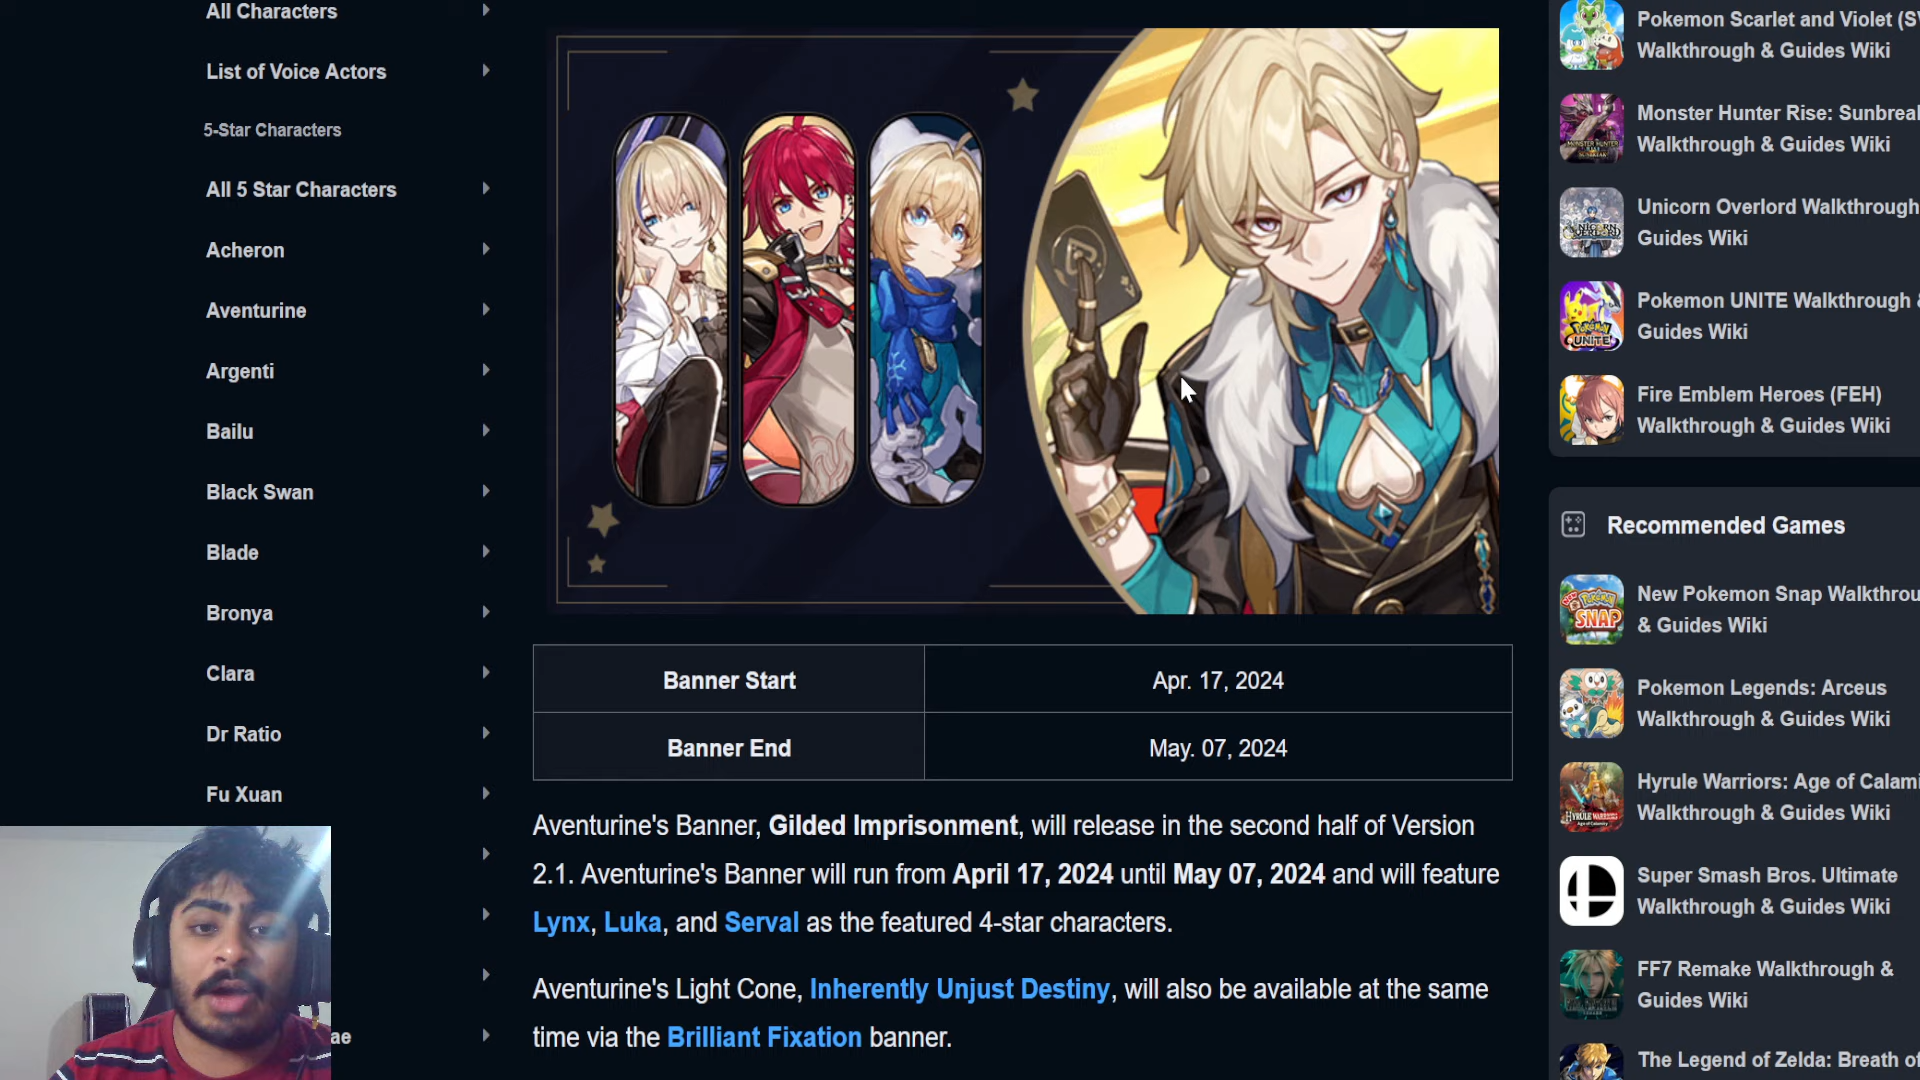 All Characters
List of Voice Actors
5-Star Characters
All 5 Star Characters
Acheron
Aventurine
Argenti
Bailu
Black Swan
Blade
Bronya
Clara
Dr Ratio
Fu Xuan
ae
Banner Start
Apr. 17, 2024
Banner End
May. 07, 2024
Aventurine's Banner, Gilded Imprisonment, will release in the second half of Version
2.1. Aventurine's Banner will run from April 17, 2024 until May 07, 2024 and will feature
Lynx, Luka, and Serval as the featured 4-star characters.
Aventurine's Light Cone, Inherently Unjust Destiny, will also be available at the same
time via the Brilliant Fixation banner.
Pokemon Scarlet and Violet (SV
Walkthrough & Guides Wiki
Monster Hunter Rise: Sunbreak
Walkthrough & Guides Wiki
Unicorn Overlord Walkthrough
Guides Wiki
Pokemon UNITE Walkthrough &
Guides Wiki
Fire Emblem Heroes (FEH)
Walkthrough & Guides Wiki
Recommended Games
New Pokemon Snap Walkthrou
& Guides Wiki
Pokemon Legends: Arceus
Walkthrough & Guides Wiki
Hyrule Warriors: Age of Calami
Walkthrough & Guides Wiki
Super Smash Bros. Ultimate
Walkthrough & Guides Wiki
FF7 Remake Walkthrough &
Guides Wiki
The Legend of Zelda: Breath of